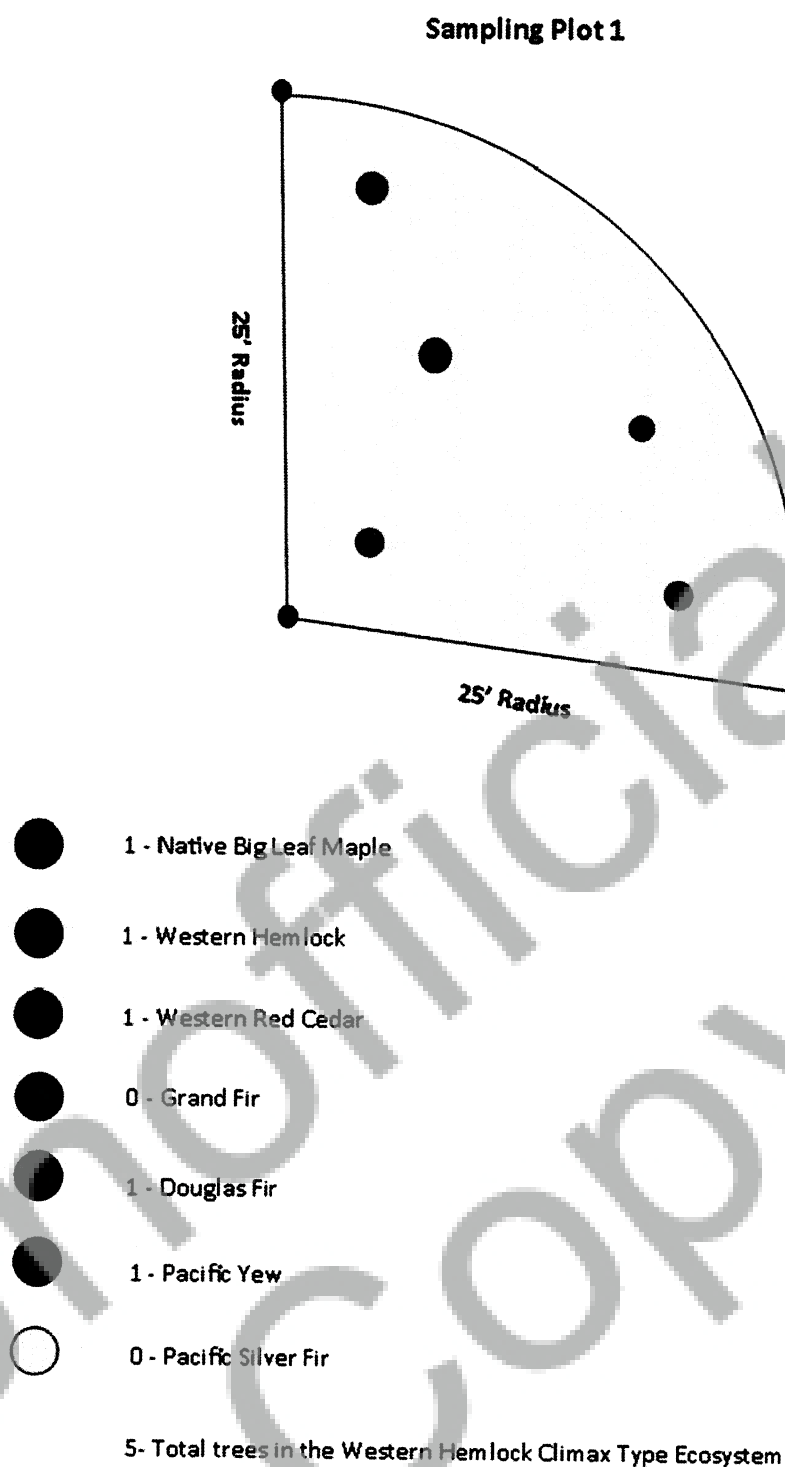 Sampling Plot 1
25' Radius
25' Radius
1 - Native Big Leaf Maple
1 - Western Hemlock
1 - Western Red Cedar
0 - Grand Fir
1 - Douglas Fir
1 - Pacific Yew
0 - Pacific Silver Fir
5- Total trees in the Western Hemlock Climax Type Ecosystem